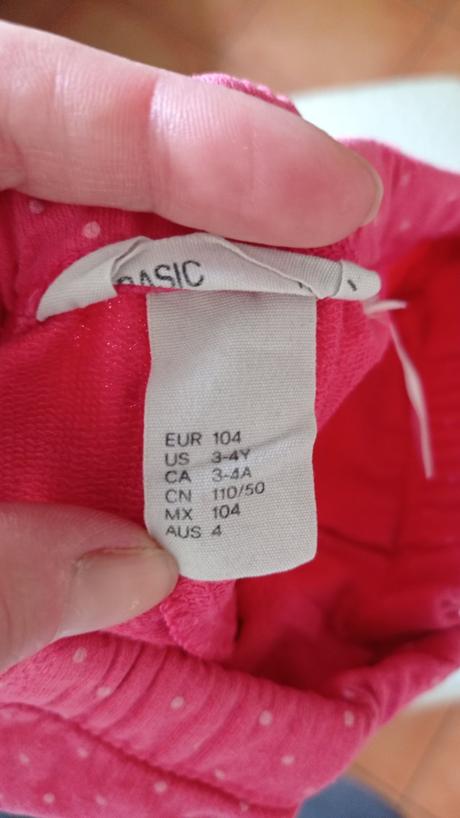 BASIC
EUR 104
US 3-4Y
CA 3-4A
CN 110/50
MX 104
AUS 4